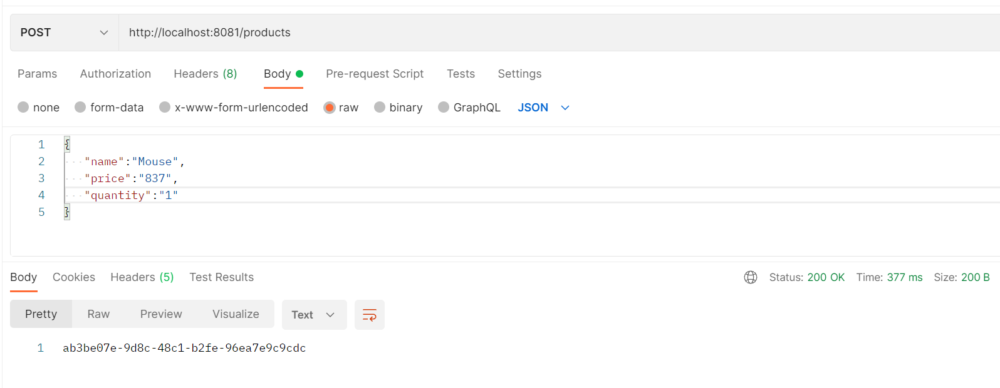 POST http://localhost:8081/products
Params Authorization Headers (8) Body Pre-request Script Tests Settings
none form-data x-www-form-urlencoded raw binary GraphQL JSON
1 {
2 "name":"Mouse",
3 "price":"837",
4 "quantity":"1"
5 }
Body Cookies Headers (5) Test Results Status: 200 OK Time: 377 ms Size: 200 B
Pretty Raw Preview Visualize Text
1 ab3be07e-9d8c-48c1-b2fe-96ea7e9c9cdc